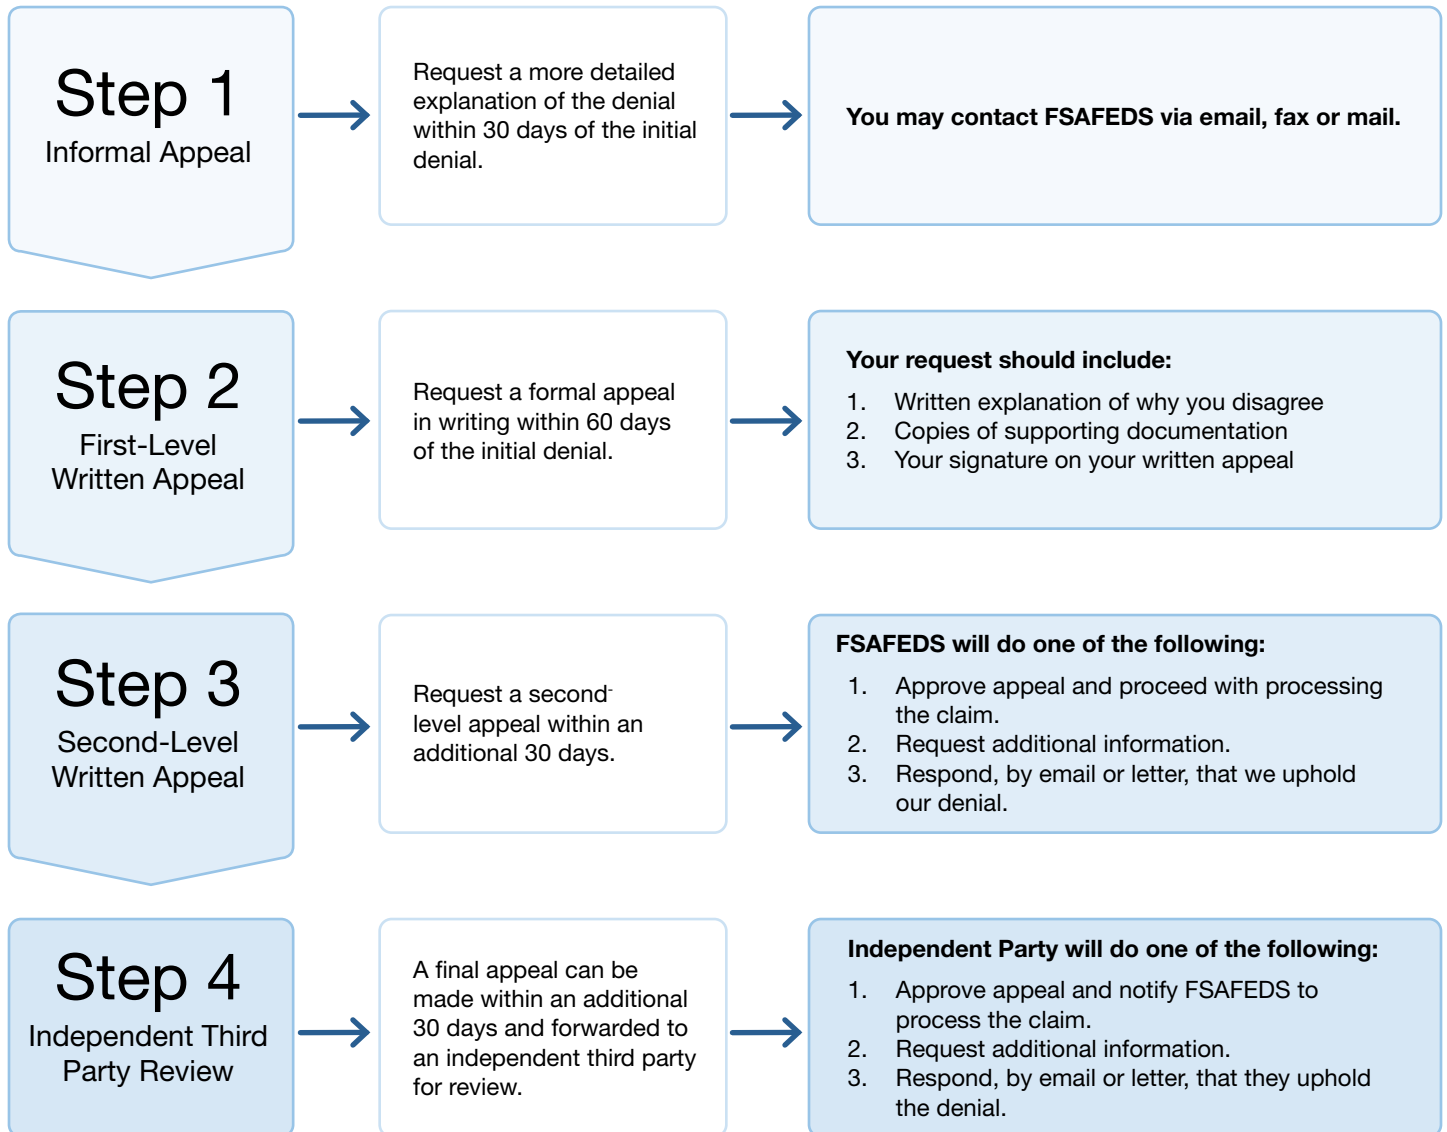 Step 1
Informal Appeal
Request a more detailed
explanation of the denial
within 30 days of the initial
denial.
You may contact FSAFEDS via email, fax or mail.
Step 2
First-Level
Written Appeal
Request a formal appeal
in writing within 60 days
of the initial denial.
Your request should include:
1. Written explanation of why you disagree
2. Copies of supporting documentation
3. Your signature on your written appeal
Step 3
Second-Level
Written Appeal
Request a second-
level appeal within an
additional 30 days.
FSAFEDS will do one of the following:
1. Approve appeal and proceed with processing
the claim.
2. Request additional information.
3. Respond, by email or letter, that we uphold
our denial.
Step 4
Independent Third
Party Review
A final appeal can be
made within an additional
30 days and forwarded to
an independent third party
for review.
Independent Party will do one of the following:
1. Approve appeal and notify FSAFEDS to
process the claim.
2. Request additional information.
3. Respond, by email or letter, that they uphold
the denial.